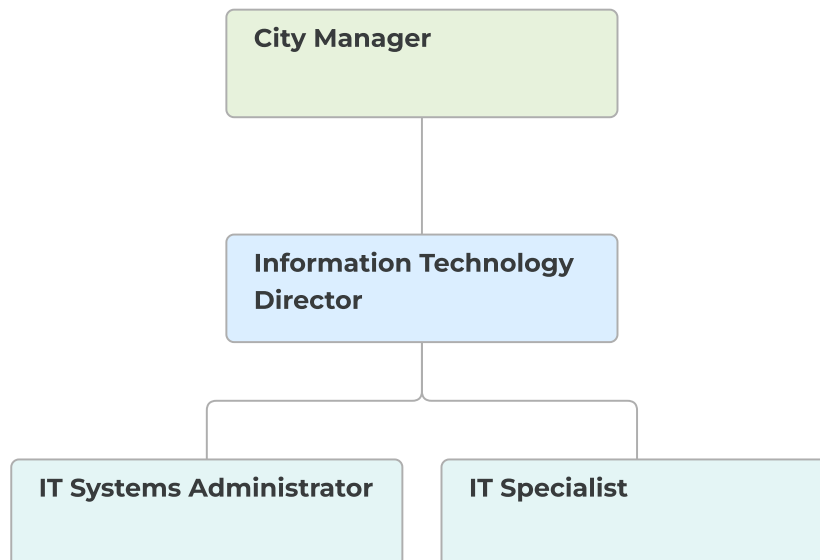 City Manager
Information Technology
Director
IT Systems Administrator
IT Specialist